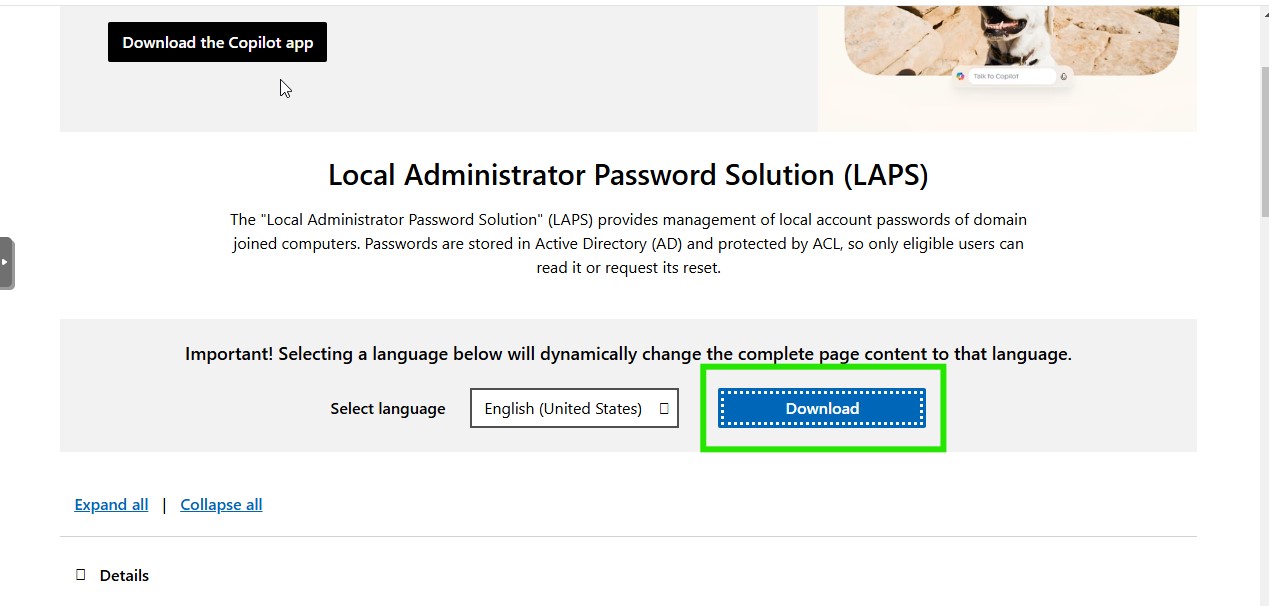 Download the Copilot app
Talk to Copilot
Local Administrator Password Solution (LAPS)
The "Local Administrator Password Solution" (LAPS) provides management of local account passwords of domain
joined computers. Passwords are stored in Active Directory (AD) and protected by ACL, so only eligible users can
read it or request its reset.
Important! Selecting a language below will dynamically change the complete page content to that language.
Select language English (United States) Download
Expand all | Collapse all
Details